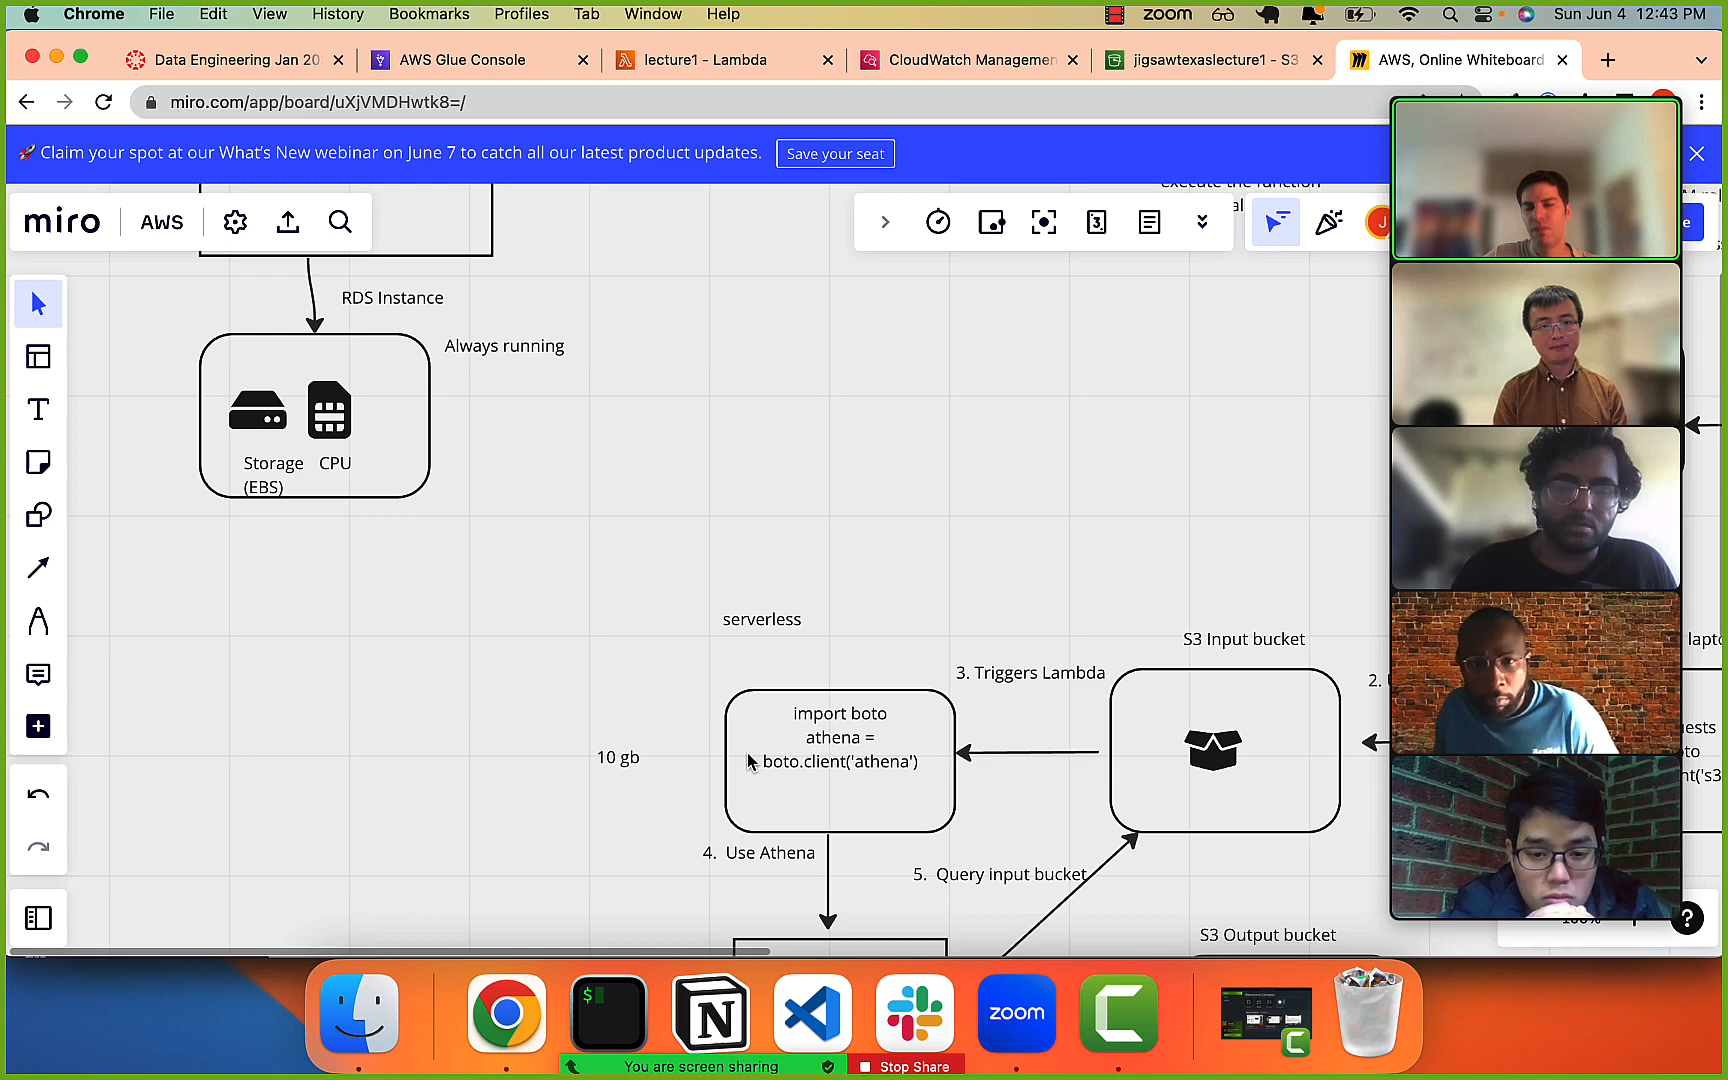 Chrome File Edit View History Bookmarks Profiles Tab Window Help zoom Sun Jun 4 12:43 PM
Data Engineering Jan 20
AWS Glue Console
lecture1 - Lambda
CloudWatch Managemen
jigsawtexaslecture1 - S3
AWS, Online Whiteboard
miro.com/app/board/uXjVMDHwtk8=/
🚀 Claim your spot at our What's New webinar on June 7 to catch all our latest product updates. Save your seat
execute the function
miro AWS
J
RDS Instance
Always running
Storage CPU
(EBS)
serverless
S3 Input bucket
3. Triggers Lambda
2.
import boto
athena =
boto.client('athena')
10 gb
4. Use Athena
5. Query input bucket
S3 Output bucket
$
zoom
You are screen sharing Stop Share